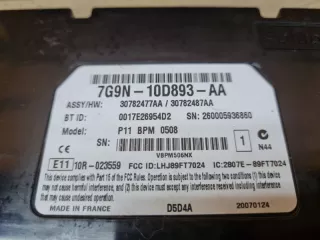 7G9N-10D893-AA
ASSY/HW: 30782477AA / 30782487AA
BT ID: 0017E26954D2 SN: 260005936860
Model: P11 BPM 0508
SN:
VBPMS06NX
1
N44
E11 10R-023559 FCC ID:LHJ89FT7024 IC:2807E-89FT7024
This device complies with Part 15 of the FCC Rules. Operation is subject to the following
two conditions: (1) this device may not cause harmful interference, and (2) this device must
accept any interference received, including interference that may cause undesired operation.
MADE IN FRANCE D5D4A 20070124